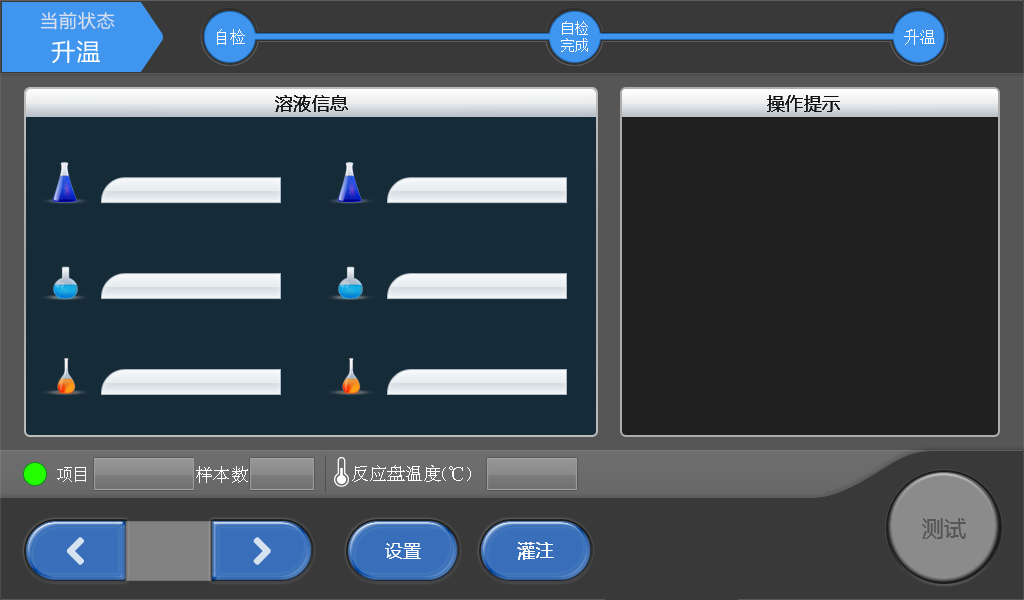 当前状态
升温
自检
自检
完成
升温
溶液信息
操作提示
项目
样本数
反应盘温度(℃)
测试
设置
灌注